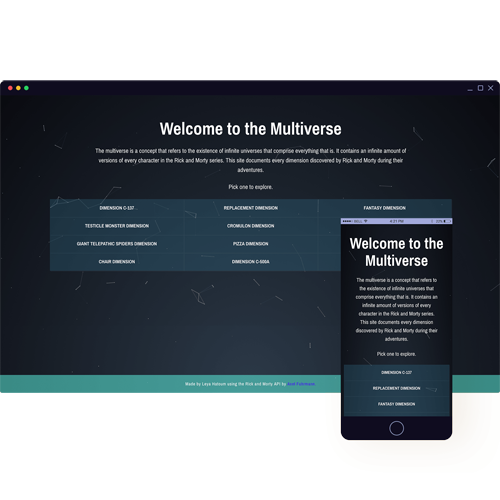 Welcome to the Multiverse
The multiverse is a concept that refers to the existence of infinite universes that comprise everything that is. It contains an infinite amount of
versions of every character in the Rick and Morty series. This site documents every dimension discovered by Rick and Morty during their
adventures.
Pick one to explore.
DIMENSION C-137
REPLACEMENT DIMENSION
FANTASY DIMENSION
TESTICLE MONSTER DIMENSION
CROMULON DIMENSION
GIANT TELEPATHIC SPIDERS DIMENSION
PIZZA DIMENSION
CHAIR DIMENSION
DIMENSION C-500A
Made by Laya Hanum using the Rick and Morty API by
4:21 PM
Welcome to the
Multiverse
The multiverse is a concept that refers to
the existence of infinite universes that
comprise everything that is. It contains an
infinite amount of versions of every
character in the Rick and Morty series.
This site documents every dimension
discovered by Rick and Morty during their
adventures.
Pick one to explore.
DIMENSION C-137
REPLACEMENT DIMENSION
FANTASY DIMENSION